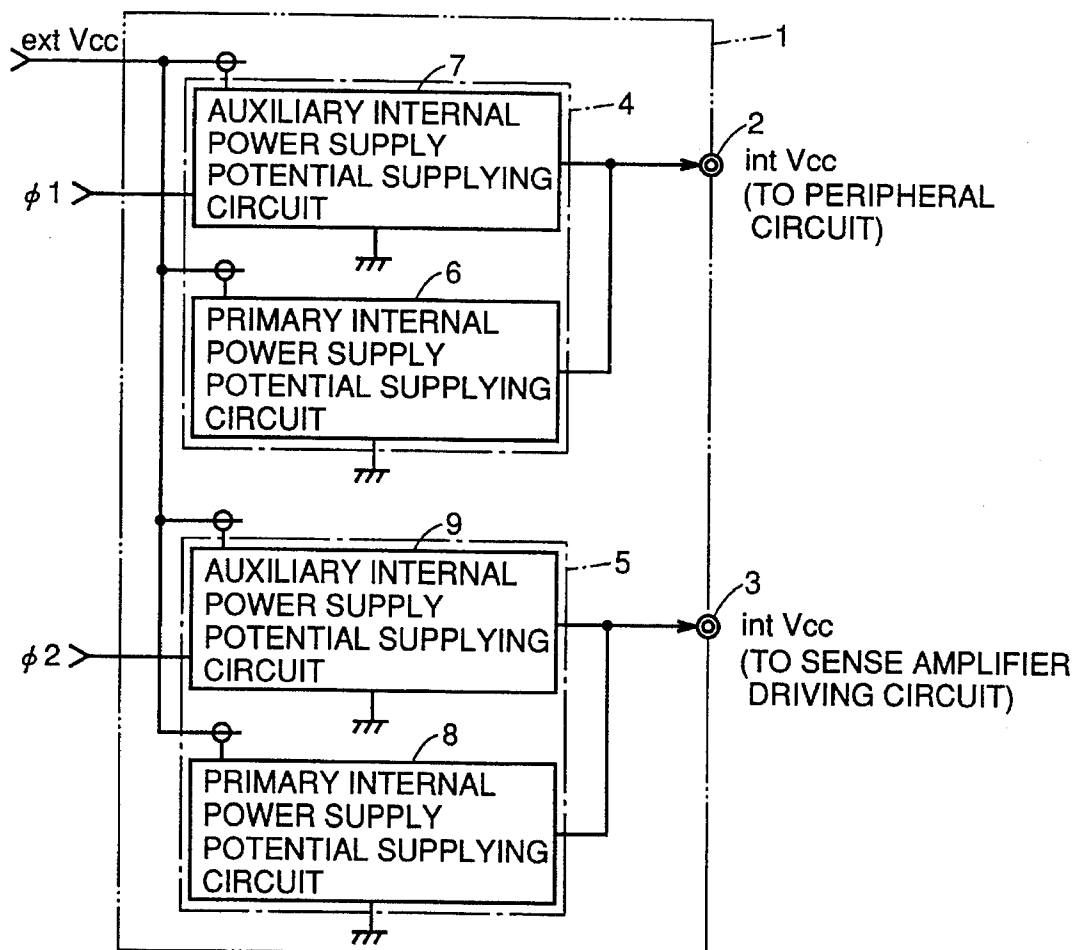 ext Vcc
1
7
AUXILIARY INTERNAL
POWER SUPPLY
POTENTIAL SUPPLYING
CIRCUIT
4
2
int Vcc
(TO PERIPHERAL
CIRCUIT)
ϕ1
6
PRIMARY INTERNAL
POWER SUPPLY
POTENTIAL SUPPLYING
CIRCUIT
9
AUXILIARY INTERNAL
POWER SUPPLY
POTENTIAL SUPPLYING
CIRCUIT
5
3
int Vcc
(TO SENSE AMPLIFIER
DRIVING CIRCUIT)
ϕ2
8
PRIMARY INTERNAL
POWER SUPPLY
POTENTIAL SUPPLYING
CIRCUIT